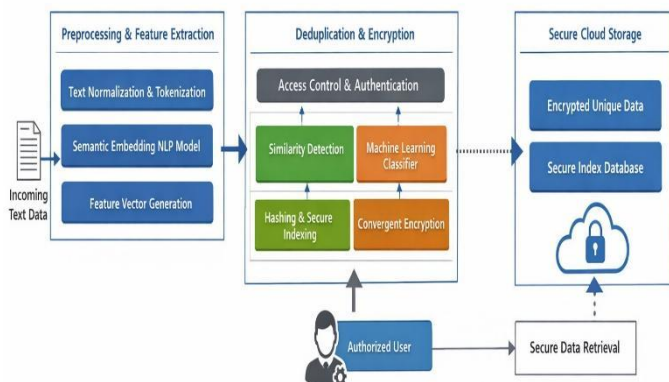 Preprocessing & Feature Extraction
Text Normalization & Tokenization
Semantic Embedding NLP Model
Feature Vector Generation
Incoming
Text Data
Deduplication & Encryption
Access Control & Authentication
Similarity Detection
Machine Learning
Classifier
Hashing & Secure
Indexing
Convergent Encryption
Authorized User
Secure Cloud Storage
Encrypted Unique Data
Secure Index Database
Secure Data Retrieval